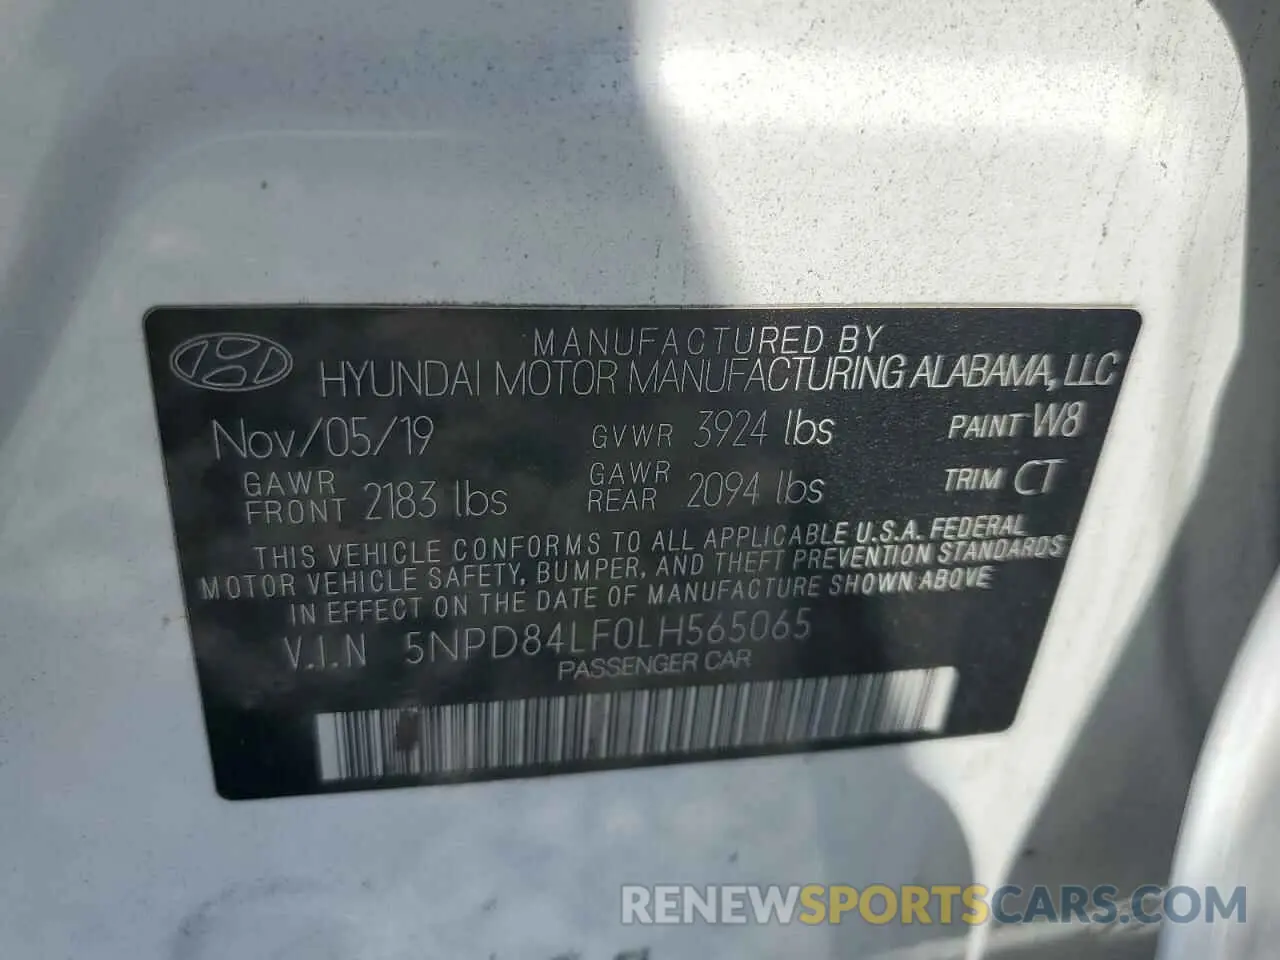 MANUFACTURED BY
HYUNDAI MOTOR MANUFACTURING ALABAMA, LLC
Nov/05/19 GVWR 3924 lbs PAINT W8
GAWR FRONT 2183 lbs GAWR REAR 2094 lbs TRIM CT
THIS VEHICLE CONFORMS TO ALL APPLICABLE U.S.A. FEDERAL
MOTOR VEHICLE SAFETY, BUMPER, AND THEFT PREVENTION STANDARDS
IN EFFECT ON THE DATE OF MANUFACTURE SHOWN ABOVE
V.I.N 5NPD84LF0LH565065
PASSENGER CAR
RENEWSPORTSCARS.COM